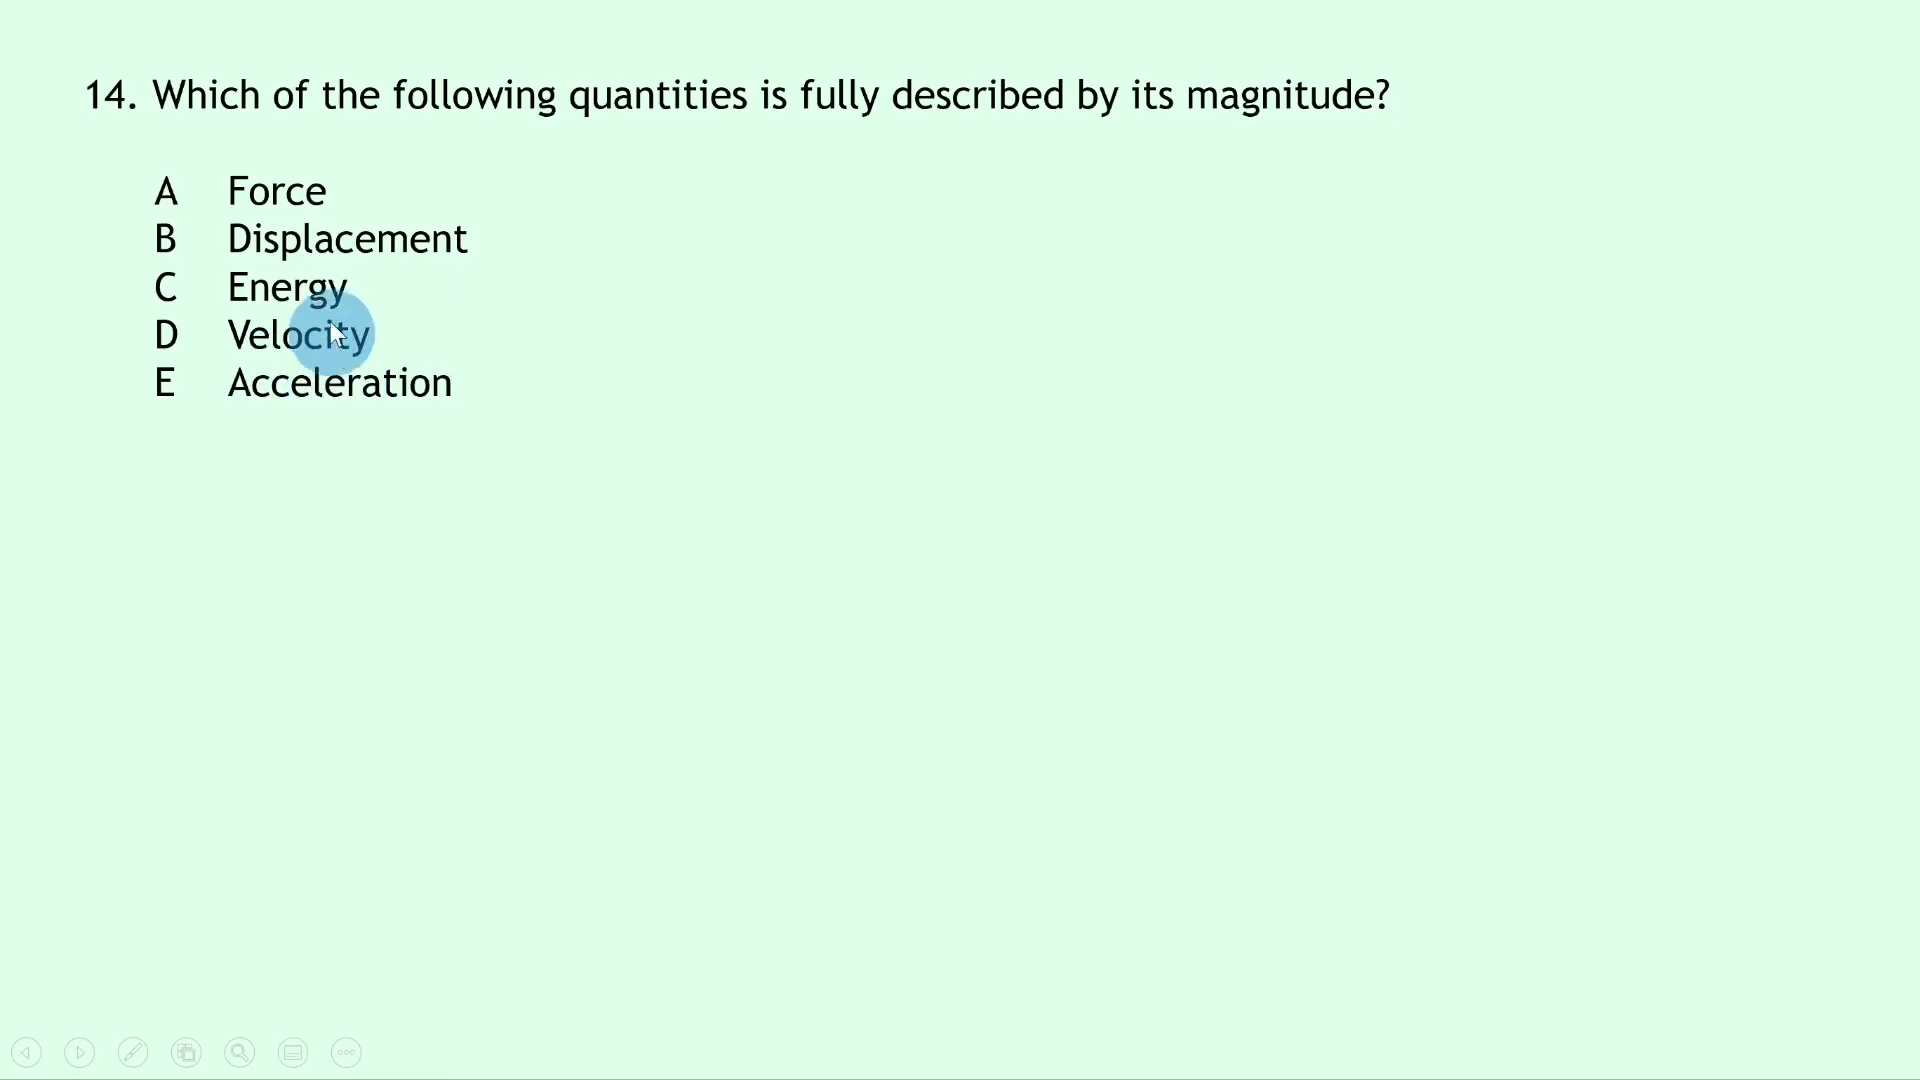 14. Which of the following quantities is fully described by its magnitude?
A Force
B Displacement
C Energy
D Velocity
E Acceleration